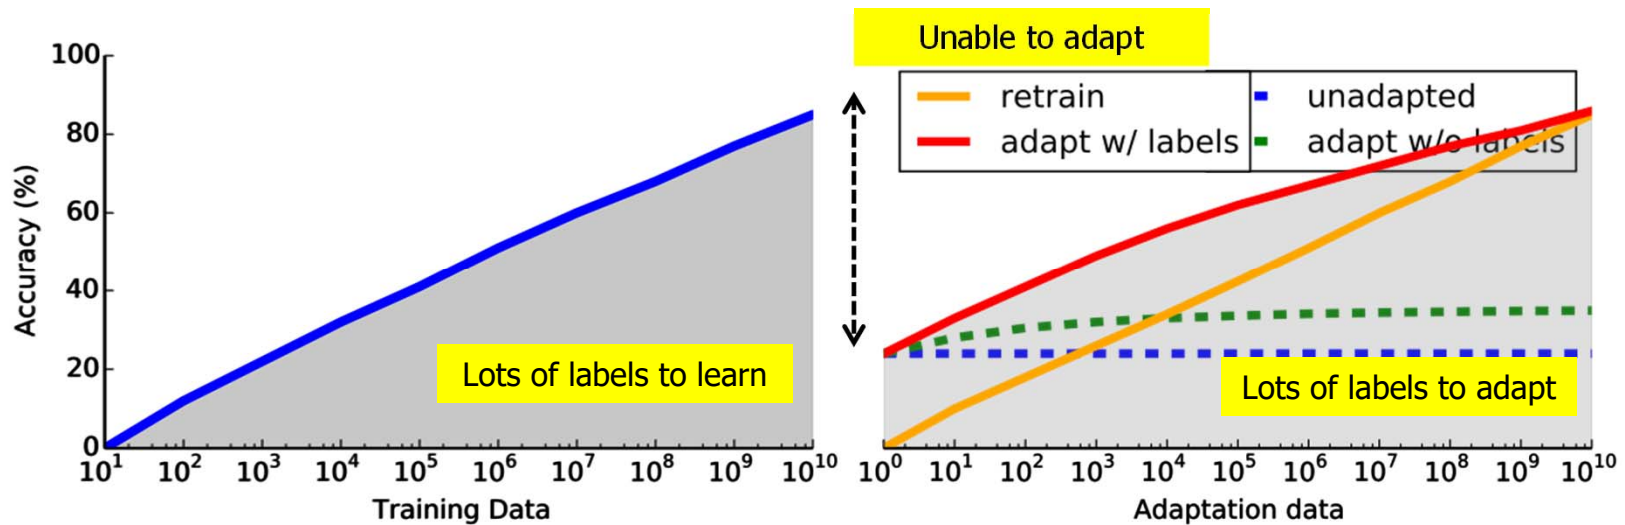 Unable to adapt
100
80
60
40
20
0
Accuracy (%)
Lots of labels to learn
10¹ 10² 10³ 10⁴ 10⁵ 10⁶ 10⁷ 10⁸ 10⁹ 10¹⁰
Training Data
retrain
adapt w/ labels
unadapted
adapt w/o labels
Lots of labels to adapt
10⁰ 10¹ 10² 10³ 10⁴ 10⁵ 10⁶ 10⁷ 10⁸ 10⁹ 10¹⁰
Adaptation data